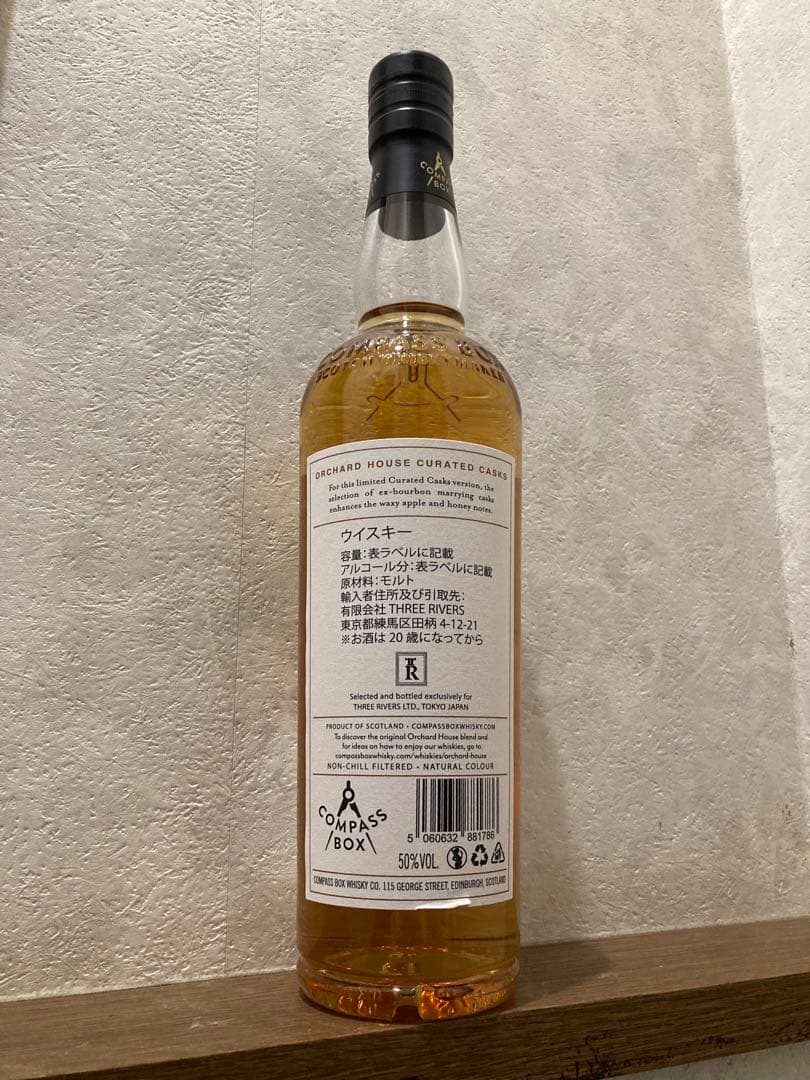 COMPASS
BOX
COMPASS BOX
SCOTCH
ORCHARD HOUSE CURATED CASKS
For this limited Curated Casks version, the
selection of ex-bourbon marrying casks
enhances the waxy apple and honey notes.
ウイスキー
容量：表ラベルに記載
アルコール分：表ラベルに記載
原材料：モルト
輸入者住所及び引取先：
有限会社 THREE RIVERS
東京都練馬区田柄 4-12-21
※お酒は 20 歳になってから
TR
Selected and bottled exclusively for
THREE RIVERS LTD., TOKYO JAPAN
PRODUCT OF SCOTLAND • COMPASSBOXWHISKY.COM
To discover the original Orchard House blend and
for ideas on how to enjoy our whiskies, go to
compassboxwhisky.com/whiskies/orchard-house
NON-CHILL FILTERED • NATURAL COLOUR
COMPASS
BOX
5 060632 881786
50%VOL.
COMPASS BOX WHISKY CO. 115 GEORGE STREET, EDINBURGH, SCOTLAND